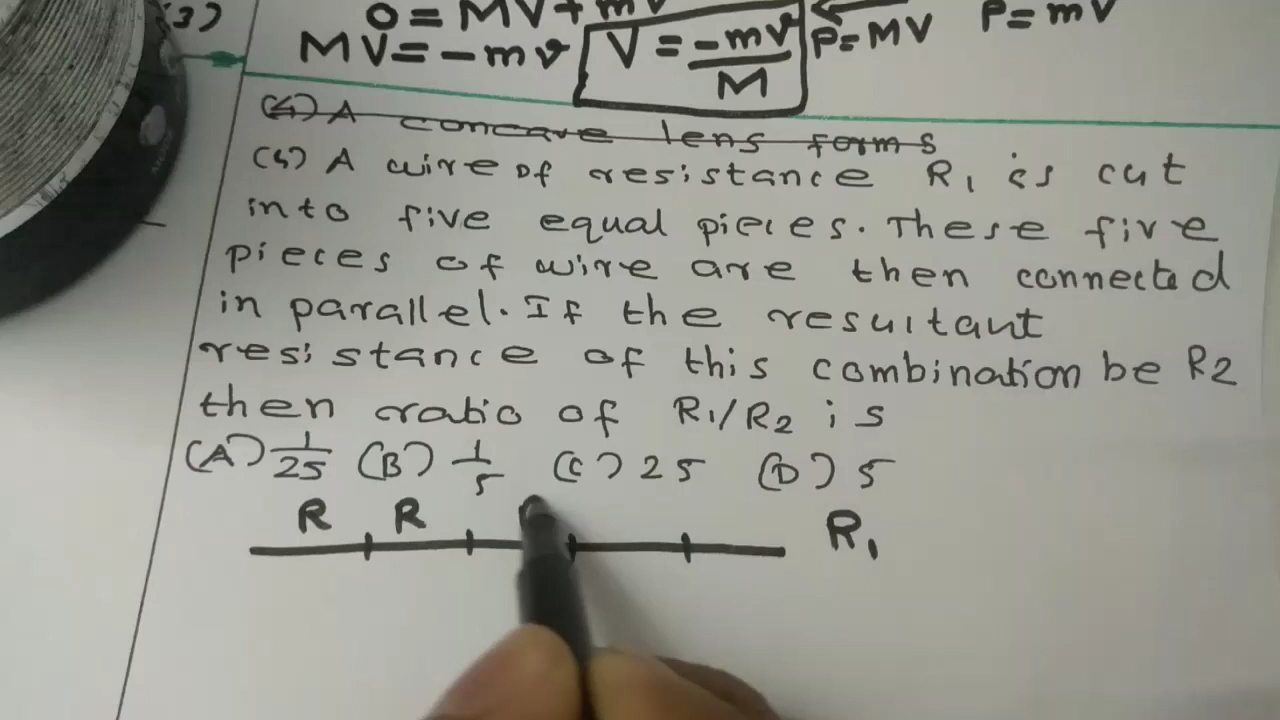 (3)
0 = MV + mv
MV = -mv V = -mv/M P = MV P = mv
(4) A concave lens forms
(4) A wire of resistance R₁ is cut
into five equal pieces. These five
pieces of wire are then connected
in parallel. If the resultant
resistance of this combination be R2
then ratio of R₁/R₂ is
(A) 1/25 (B) 1/5 (C) 25 (D) 5
R R R₁